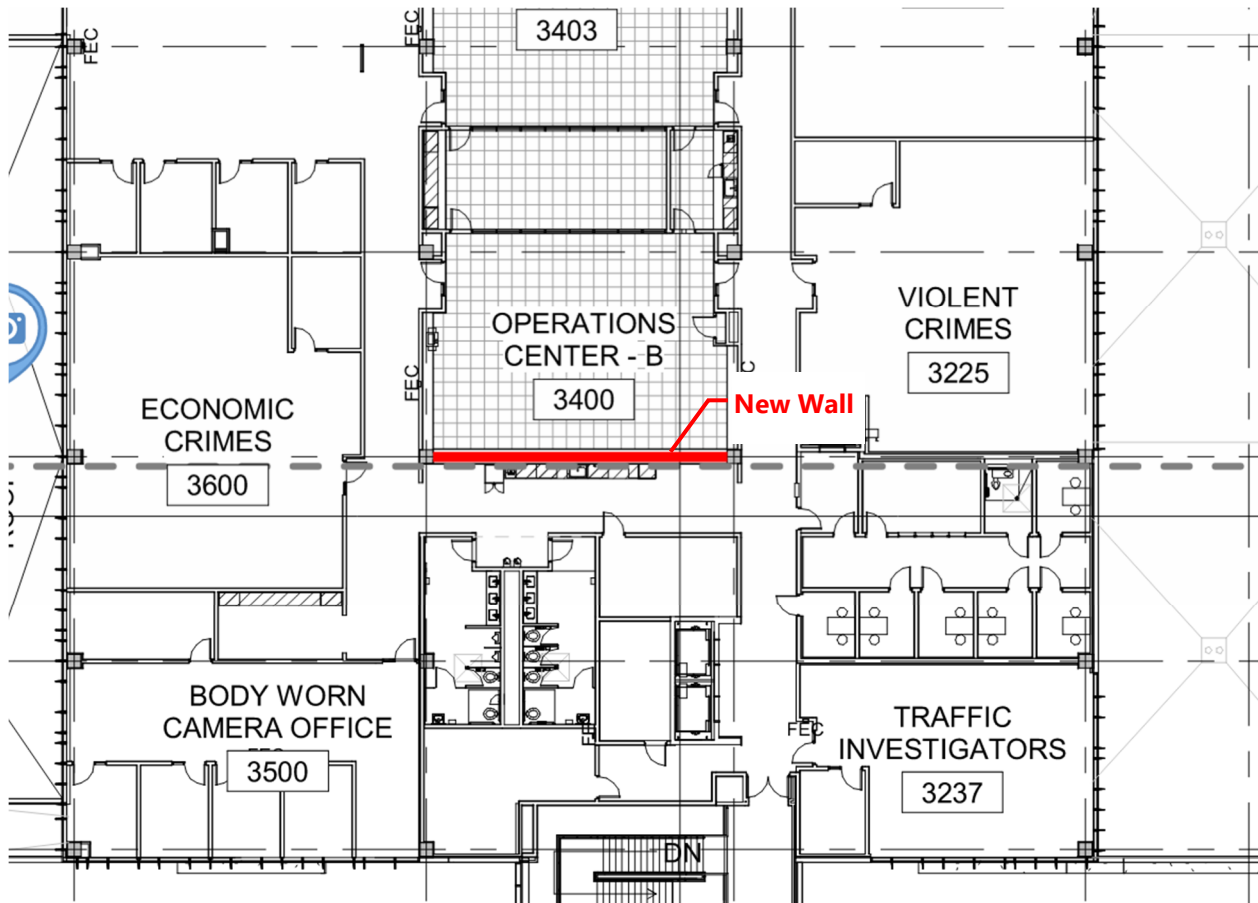 3403
FEC
FEC
OPERATIONS
CENTER - B
3400
VIOLENT
CRIMES
3225
FEC
New Wall
ECONOMIC
CRIMES
3600
BODY WORN
CAMERA OFFICE
3500
FEC
TRAFFIC
INVESTIGATORS
3237
DN